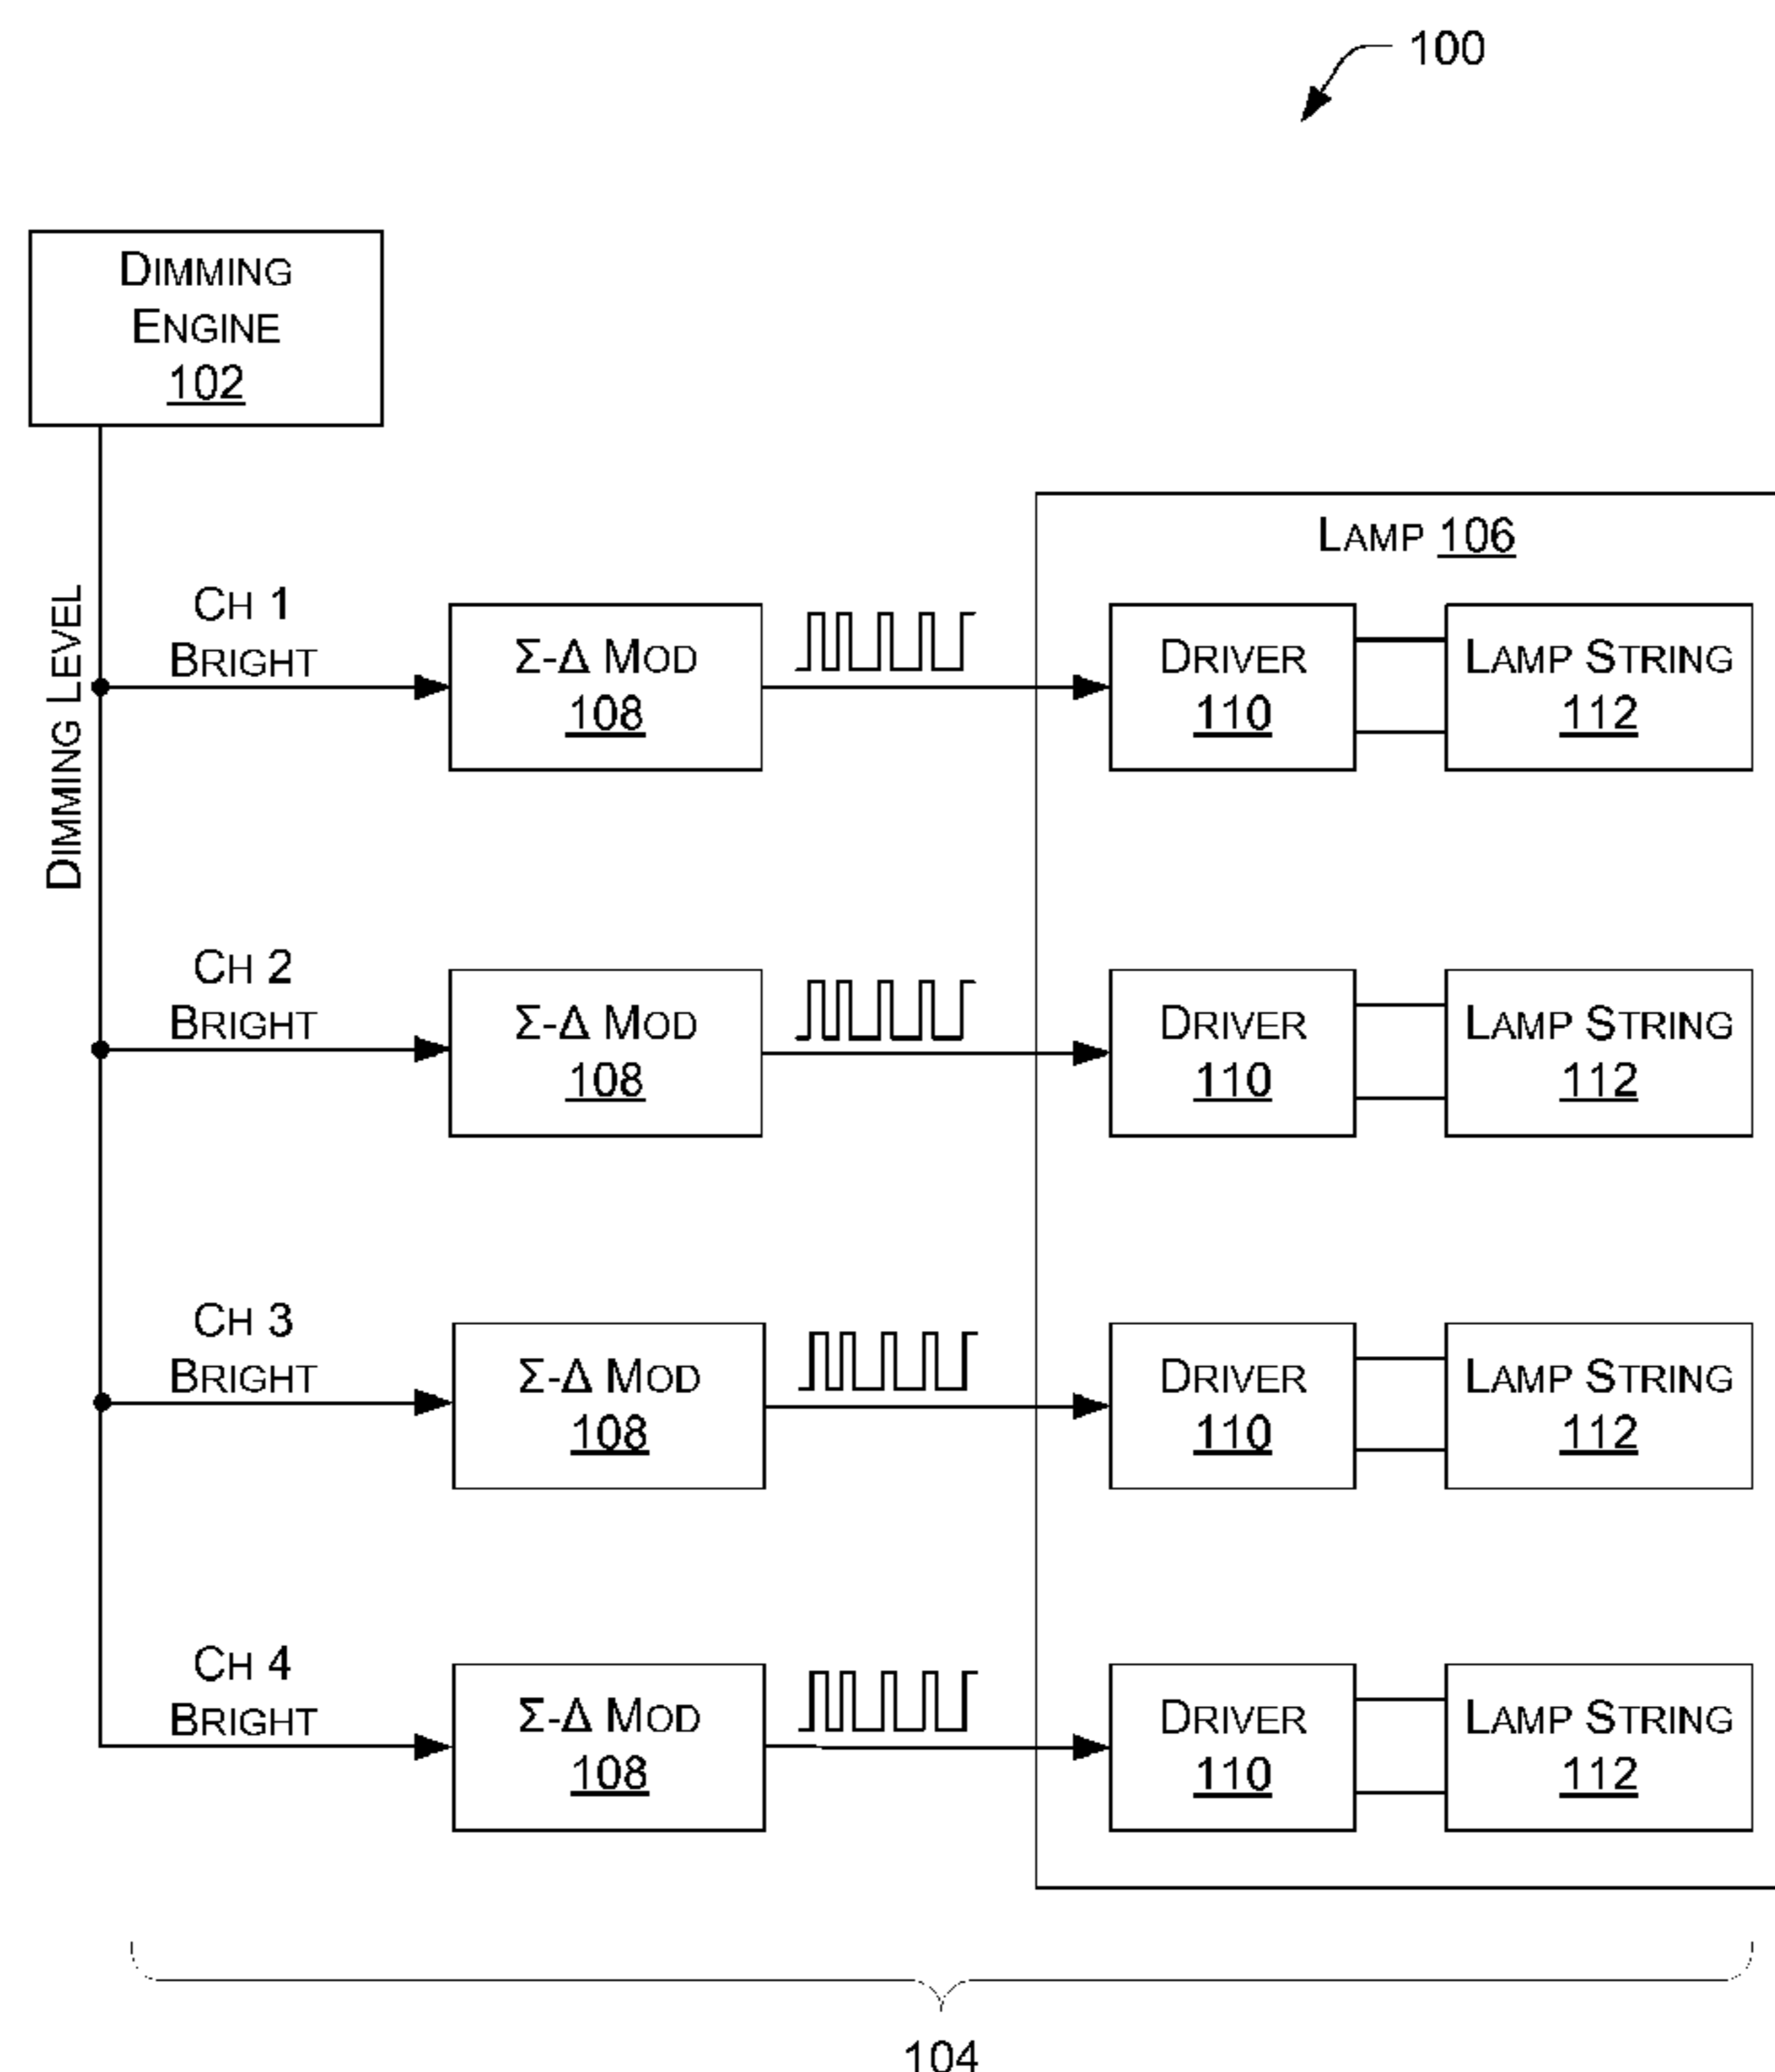 100
DIMMING
ENGINE
102
LAMP 106
DIMMING LEVEL
CH 1
BRIGHT
Σ-Δ MOD
108
DRIVER
110
LAMP STRING
112
CH 2
BRIGHT
Σ-Δ MOD
108
DRIVER
110
LAMP STRING
112
CH 3
BRIGHT
Σ-Δ MOD
108
DRIVER
110
LAMP STRING
112
CH 4
BRIGHT
Σ-Δ MOD
108
DRIVER
110
LAMP STRING
112
104